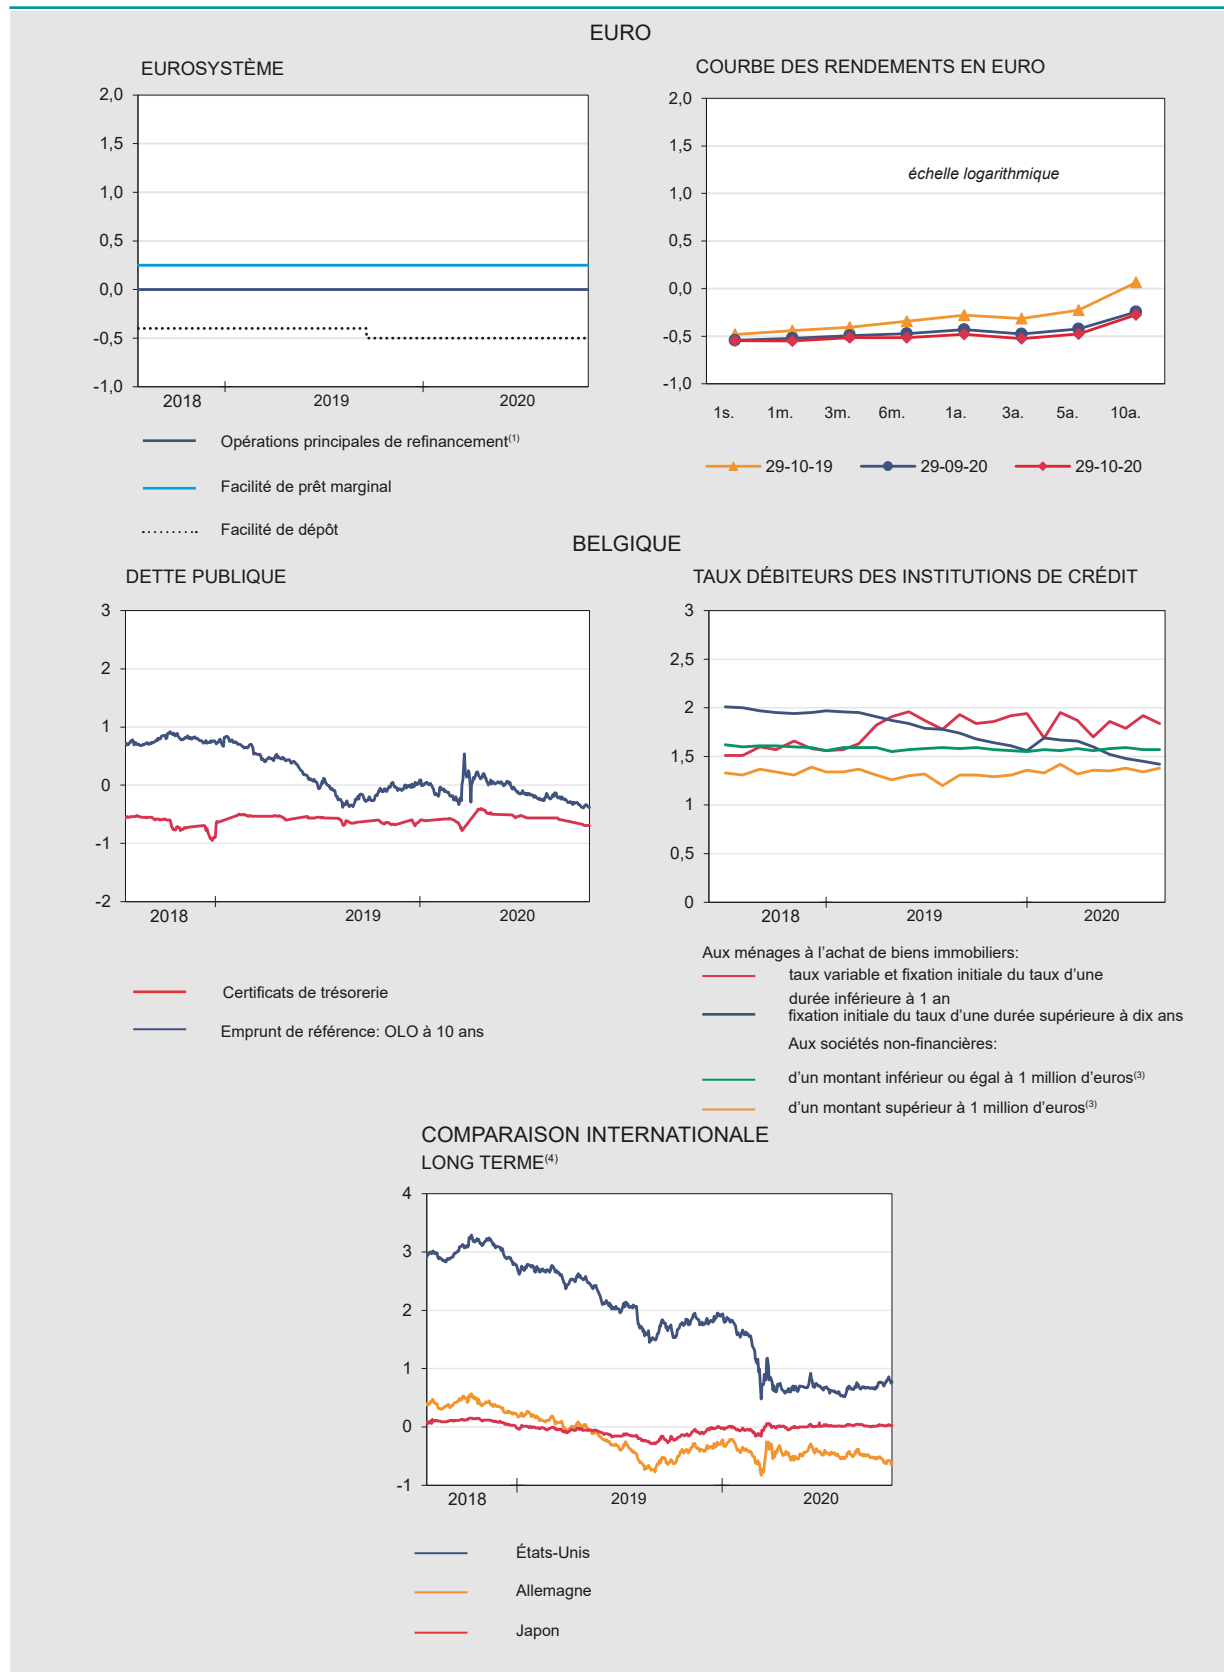 EURO
EUROSYSTÈME
2,0
1,5
1,0
0,5
0,0
-0,5
-1,0
2018 2019 2020
Opérations principales de refinancement(1)
Facilité de prêt marginal
Facilité de dépôt
COURBE DES RENDEMENTS EN EURO
2,0
1,5
1,0
0,5
0,0
-0,5
-1,0
échelle logarithmique
1s. 1m. 3m. 6m. 1a. 3a. 5a. 10a.
29-10-19 29-09-20 29-10-20
BELGIQUE
DETTE PUBLIQUE
3
2
1
0
-1
-2
2018 2019 2020
Certificats de trésorerie
Emprunt de référence: OLO à 10 ans
TAUX DÉBITEURS DES INSTITUTIONS DE CRÉDIT
3
2,5
2
1,5
1
0,5
0
2018 2019 2020
Aux ménages à l'achat de biens immobiliers:
taux variable et fixation initiale du taux d'une
durée inférieure à 1 an
fixation initiale du taux d'une durée supérieure à dix ans
Aux sociétés non-financières:
d'un montant inférieur ou égal à 1 million d'euros(3)
d'un montant supérieur à 1 million d'euros(3)
COMPARAISON INTERNATIONALE
LONG TERME(4)
4
3
2
1
0
-1
2018 2019 2020
États-Unis
Allemagne
Japon